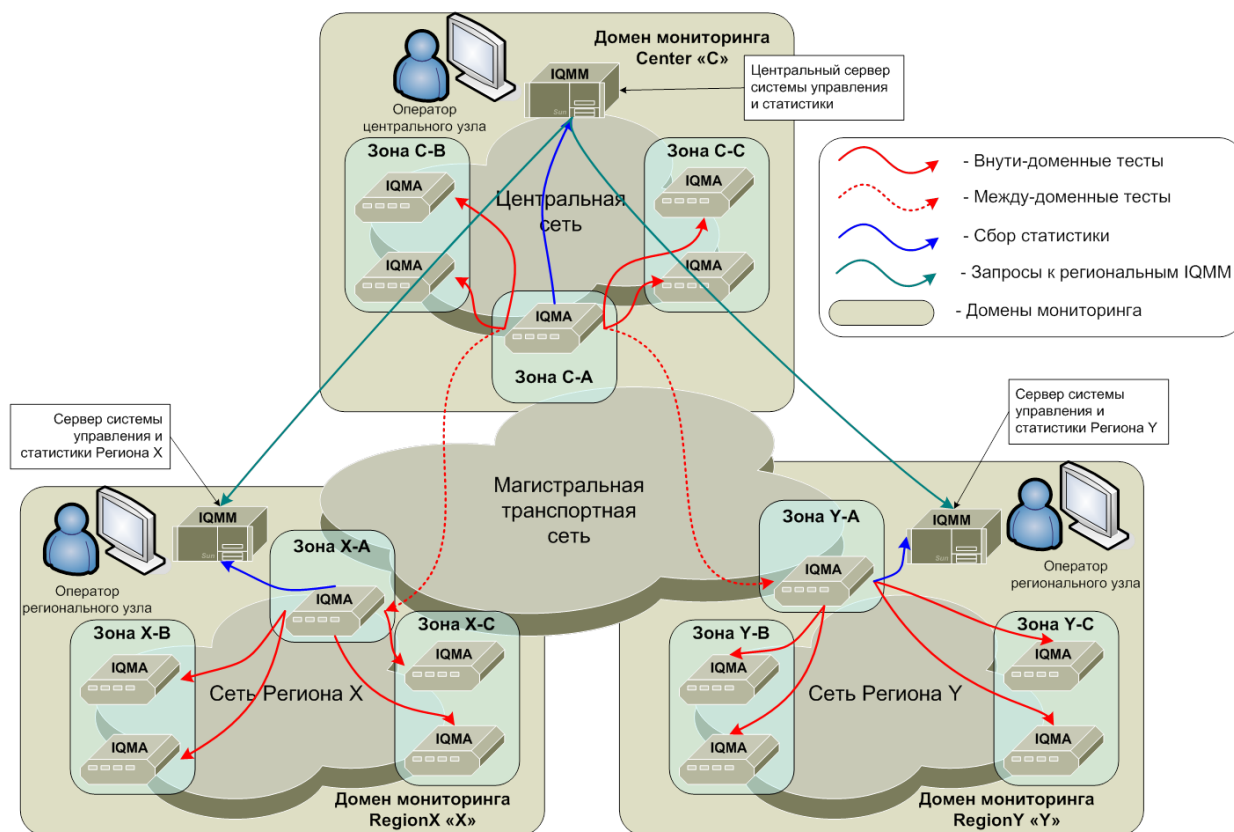 Домен мониторинга
Center «C»
IQMM
Sun
Оператор
центрального узла
Центральный сервер
системы управления
и статистики
Зона C-B
IQMA
IQMA
Зона C-C
IQMA
IQMA
Центральная
сеть
IQMA
Зона C-A
- Внути-доменные тесты
- Между-доменные тесты
- Сбор статистики
- Запросы к региональным IQMM
- Домены мониторинга
Сервер системы
управления и
статистики Региона X
Сервер системы
управления и
статистики Региона Y
Магистральная
транспортная
сеть
IQMM
Sun
Оператор
регионального узла
Зона X-A
IQMA
Зона X-B
IQMA
IQMA
Зона X-C
IQMA
IQMA
Сеть Региона X
Домен мониторинга
RegionX «X»
Зона Y-A
IQMA
IQMM
Sun
Оператор
регионального узла
Зона Y-B
IQMA
IQMA
Зона Y-C
IQMA
IQMA
Сеть Региона Y
Домен мониторинга
RegionY «Y»